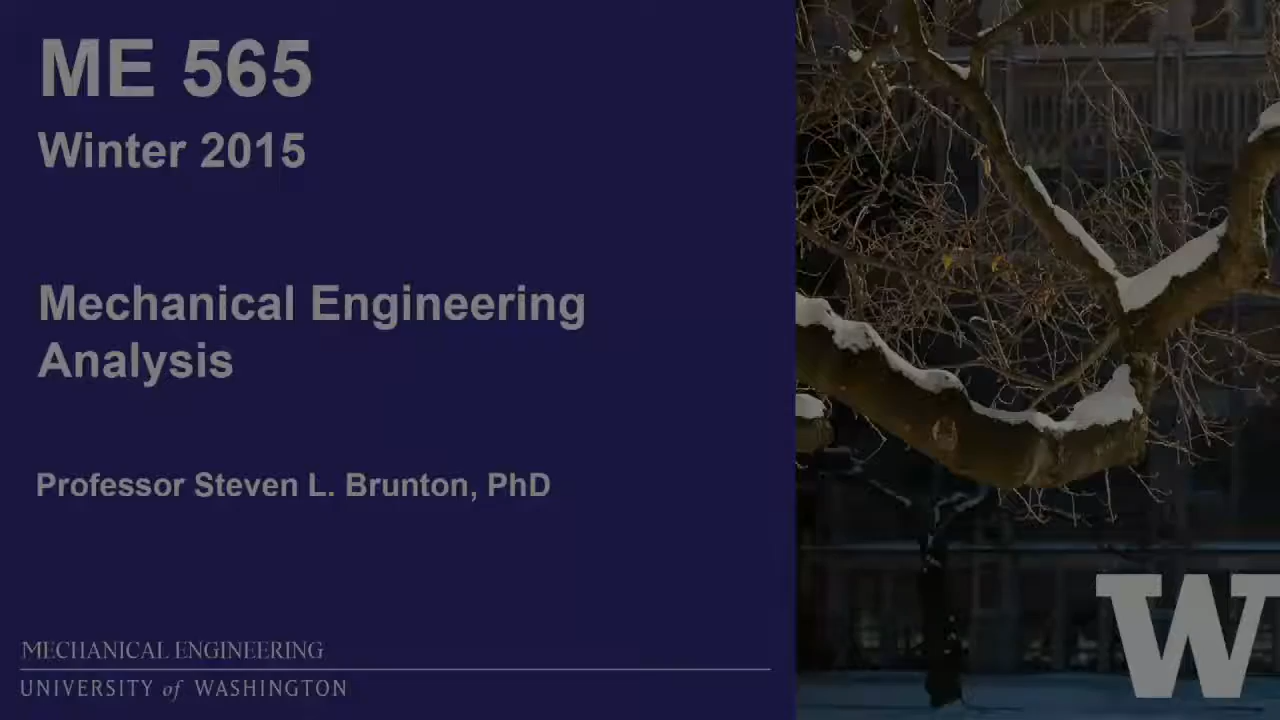 ME 565
Winter 2015
Mechanical Engineering
Analysis
Professor Steven L. Brunton, PhD
MECHANICAL ENGINEERING
UNIVERSITY of WASHINGTON
W